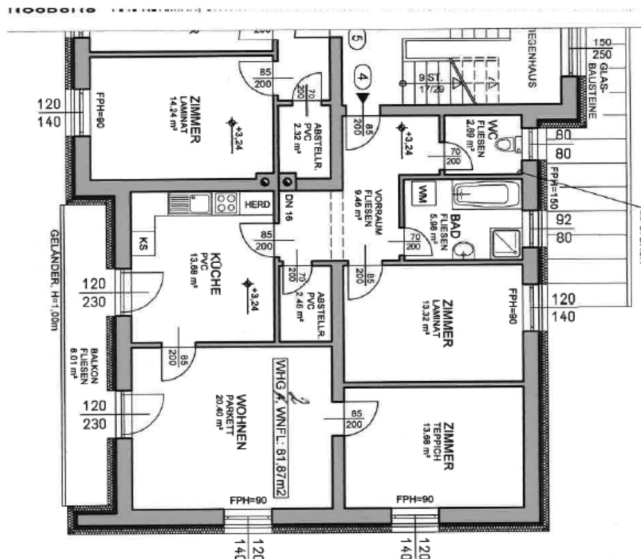 5
4
STIEGENHAUS
9 ST.
17/29
150
250
GLAS-
BAUSTEINE
85
200
70
200
120
140
FPH=90
ZIMMER
LAMINAT
14.24 m²
+3,24
ABSTELLR.
PVC
2.32 m²
85
200
+3,24
WC
FLIESEN
2.89 m²
70
200
80
80
FPH=150
HERD
DN 16
VORRAUM
FLIESEN
9.46 m²
WM
BAD
FLIESEN
5.98 m²
70
200
92
80
KS
KÜCHE
PVC
13.68 m²
+3,24
85
200
GELÄNDER, H=1,00m
120
230
70
200
ABSTELLR.
PVC
2.46 m²
85
200
ZIMMER
LAMINAT
13.32 m²
FPH=90
120
140
BALKON
FLIESEN
8.01 m²
85
200
120
230
WOHNEN
PARKETT
20.40 m²
WHG 2, WNFL: 81,87m2
85
200
ZIMMER
TEPPICH
13.68 m²
FPH=90
FPH=90
120
140
120
140